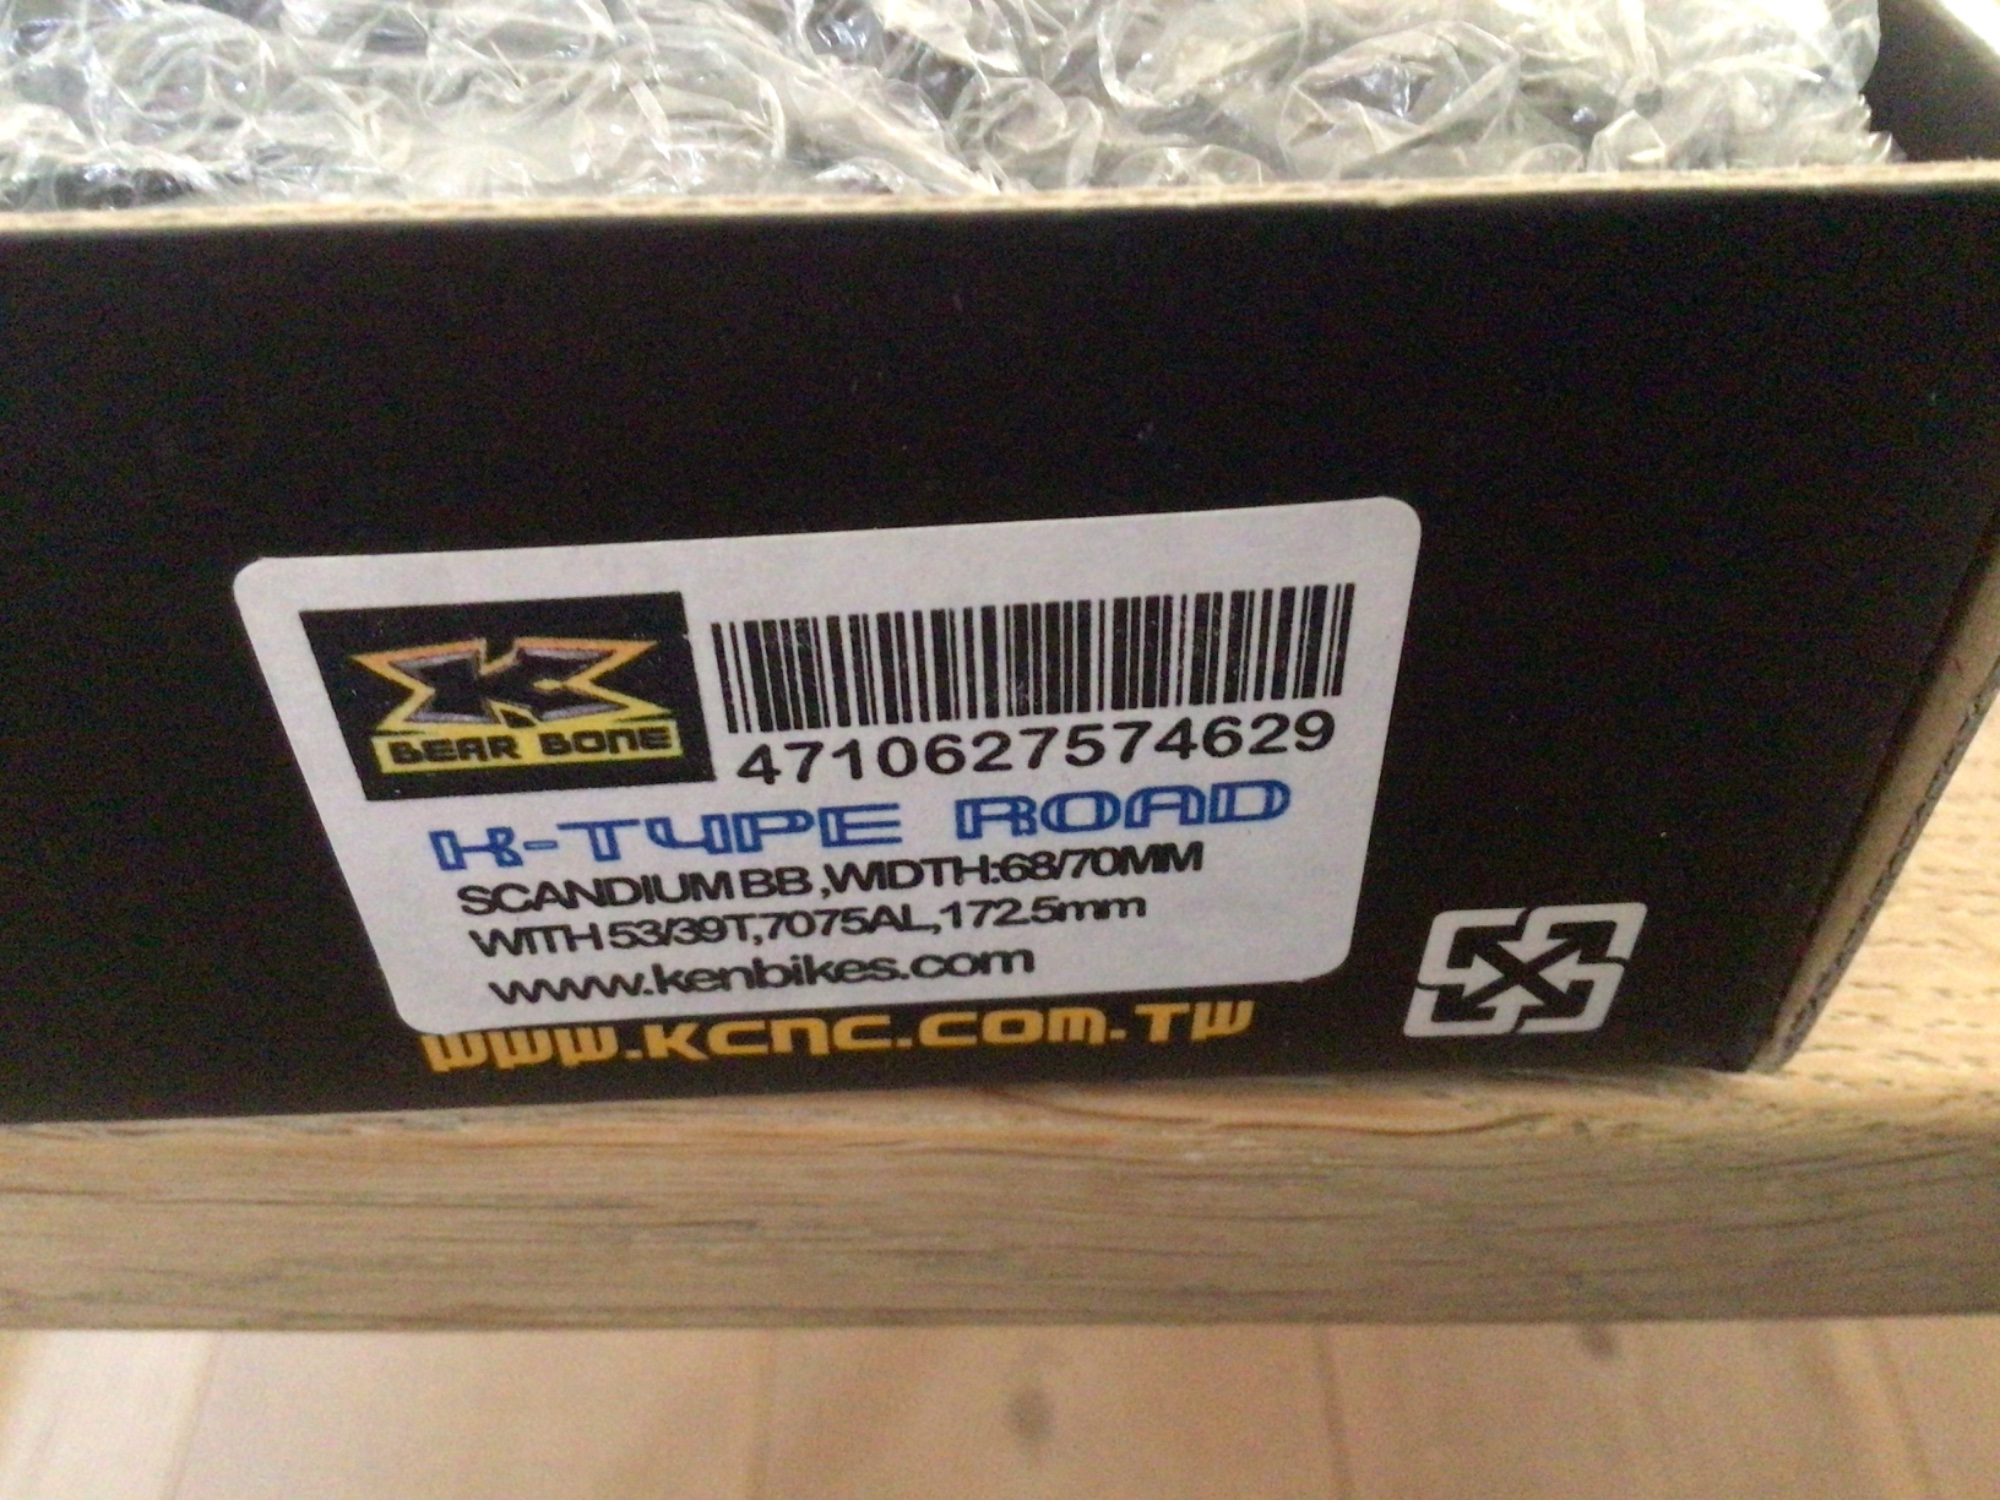 BEAR BONE
4710627574629
K-TYPE ROAD
SCANDIUM BB ,WIDTH:68/70MM
WITH 53/39T,7075AL,172.5mm
www.kenbikes.com
www.kcnc.com.tw